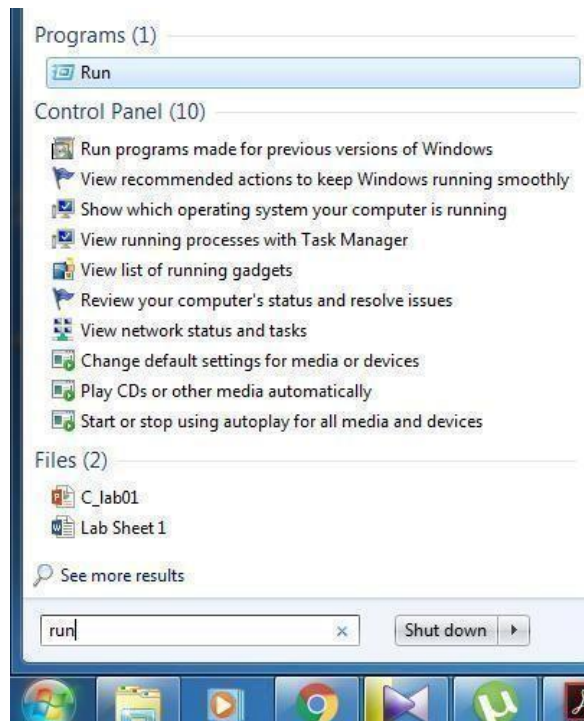 Programs (1)
Run
Control Panel (10)
Run programs made for previous versions of Windows
View recommended actions to keep Windows running smoothly
Show which operating system your computer is running
View running processes with Task Manager
View list of running gadgets
Review your computer's status and resolve issues
View network status and tasks
Change default settings for media or devices
Play CDs or other media automatically
Start or stop using autoplay for all media and devices
Files (2)
C_lab01
Lab Sheet 1
See more results
run
Shut down